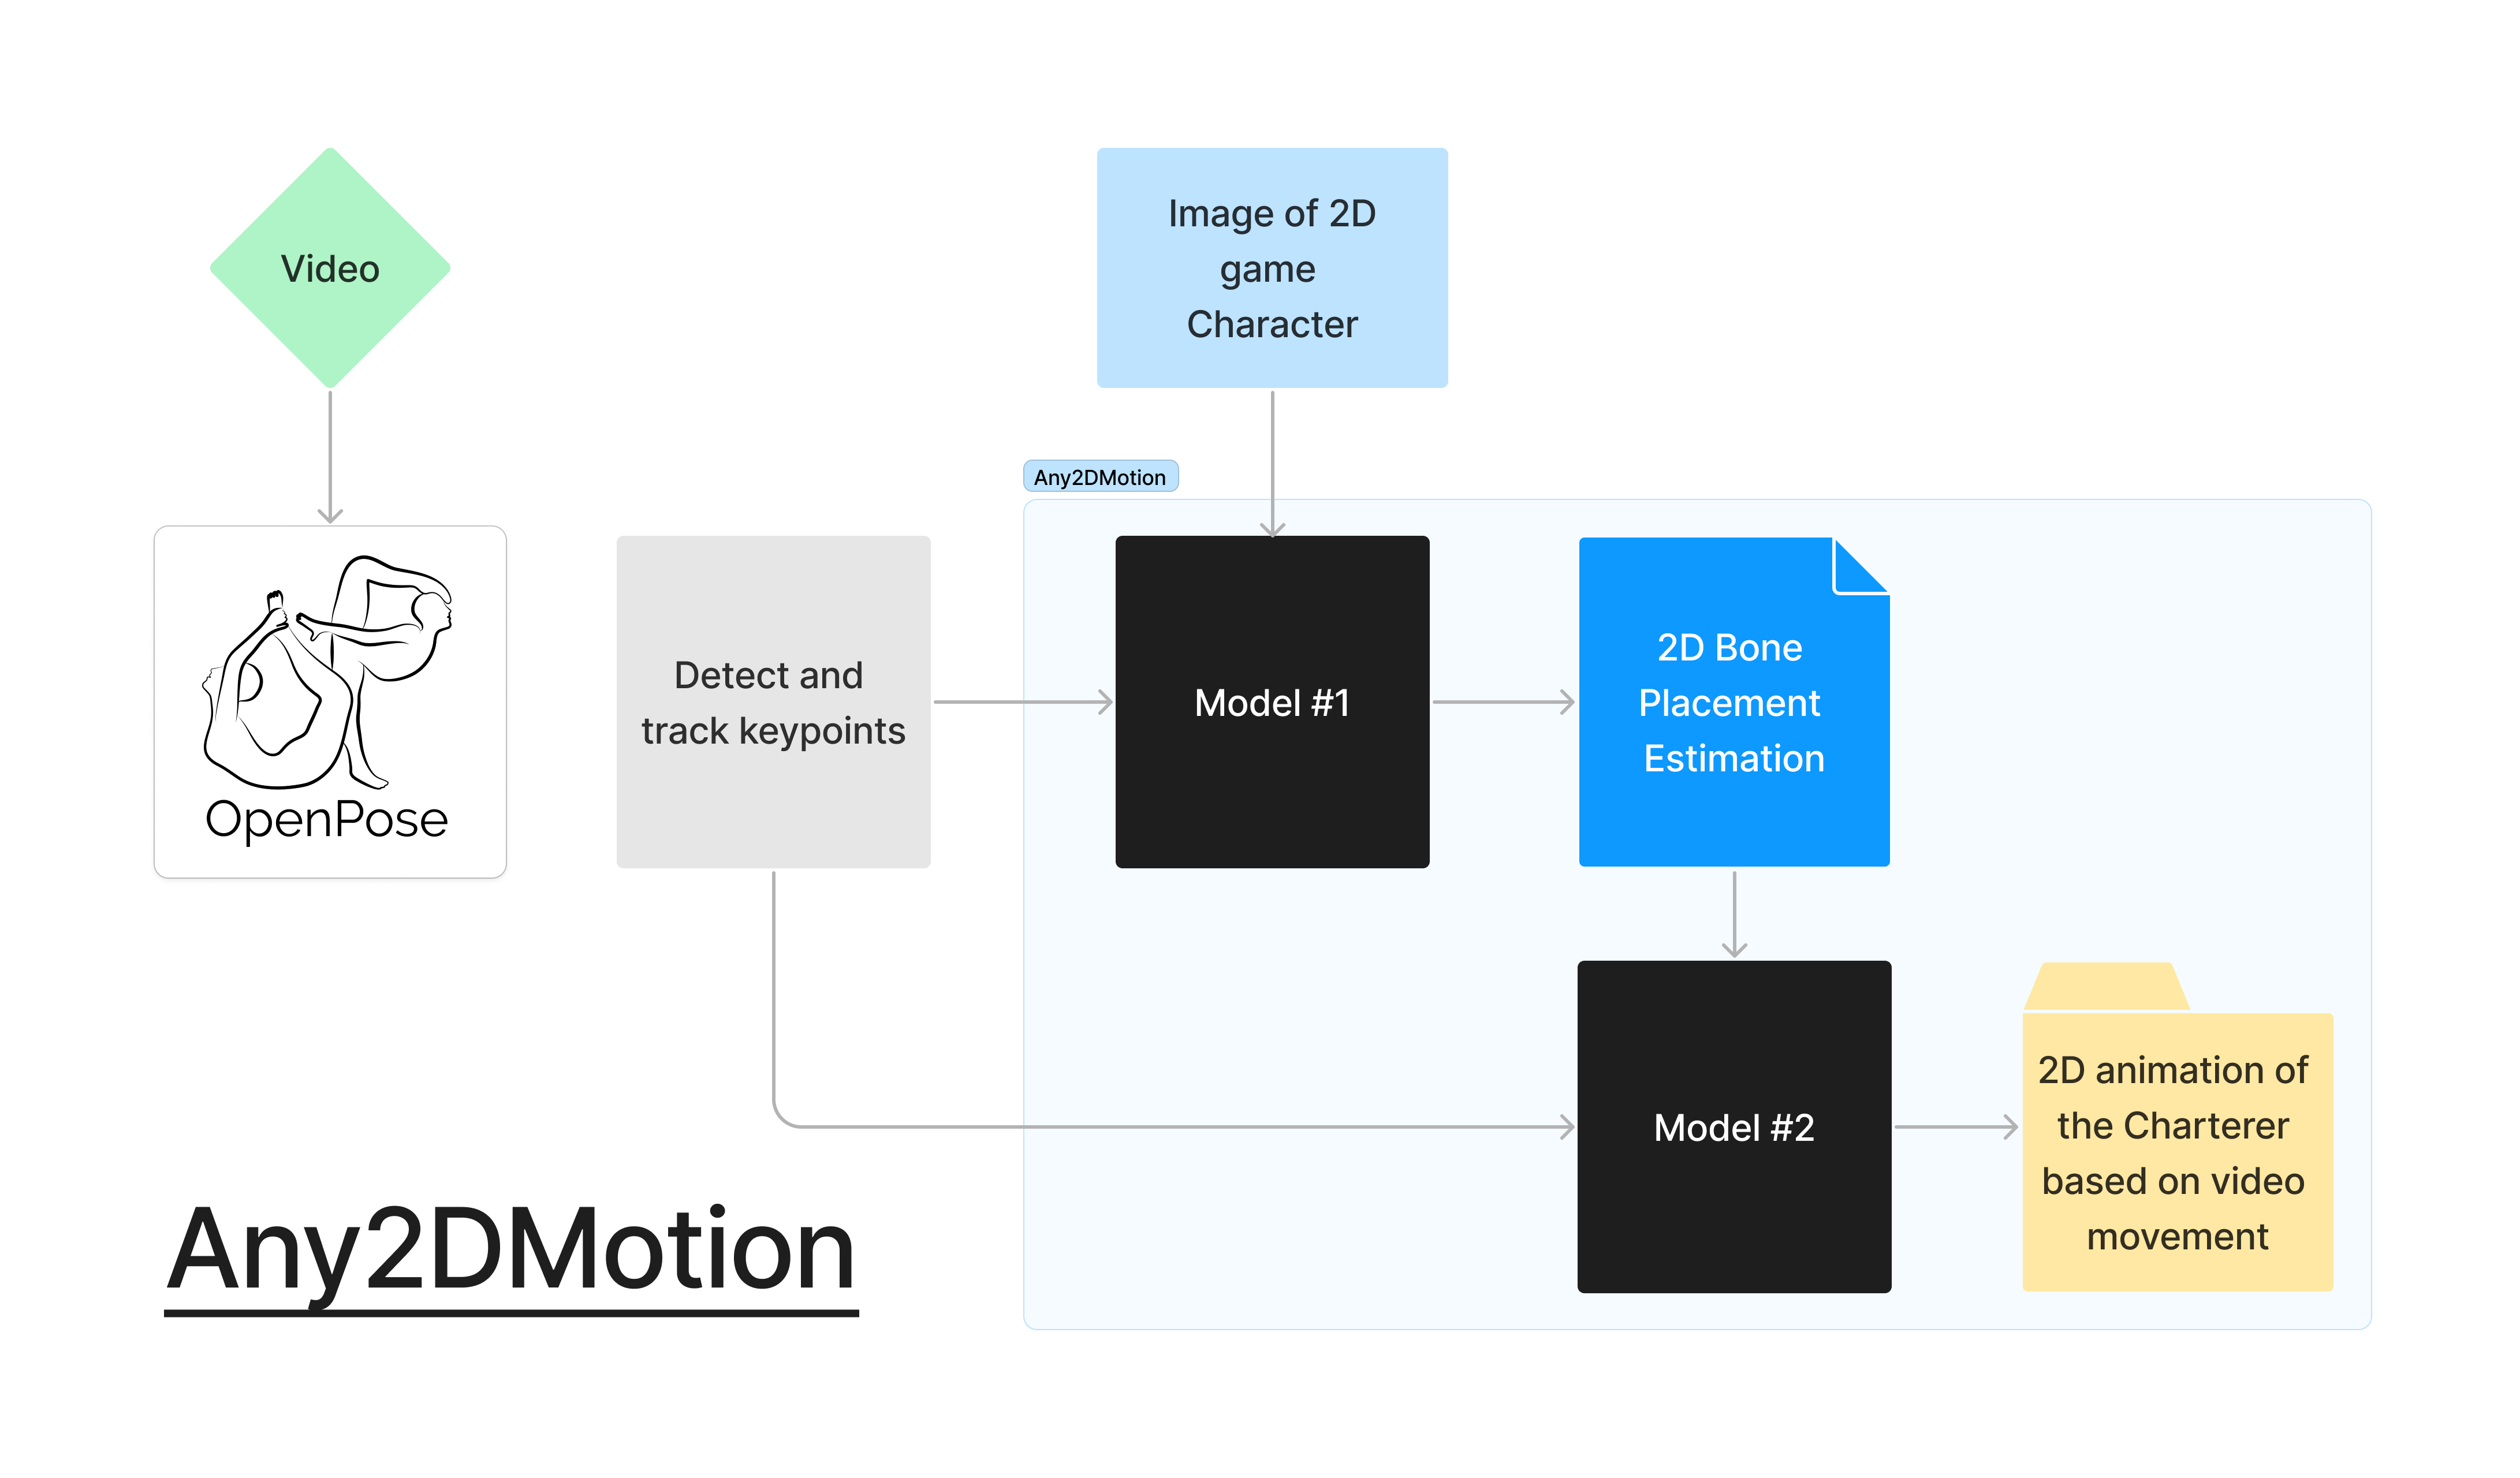 Video
Image of 2D
game
Character
Any2DMotion
OpenPose
Detect and
track keypoints
Model #1
2D Bone
Placement
Estimation
Model #2
2D animation of
the Charterer
based on video
movement
Any2DMotion